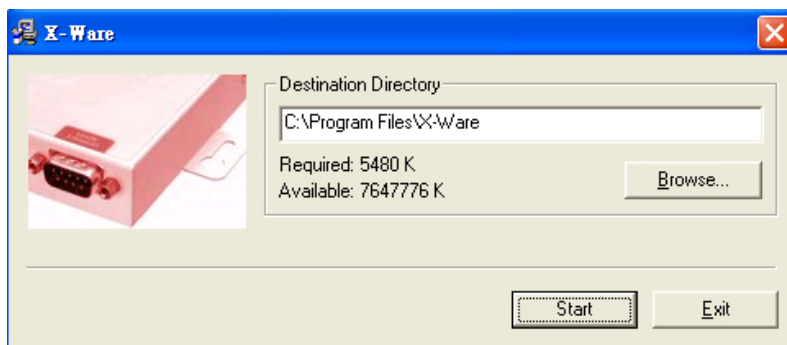 X-Ware
Destination Directory
C:\Program Files\X-Ware
Required: 5480 K
Available: 7647776 K
Browse...
Start
Exit